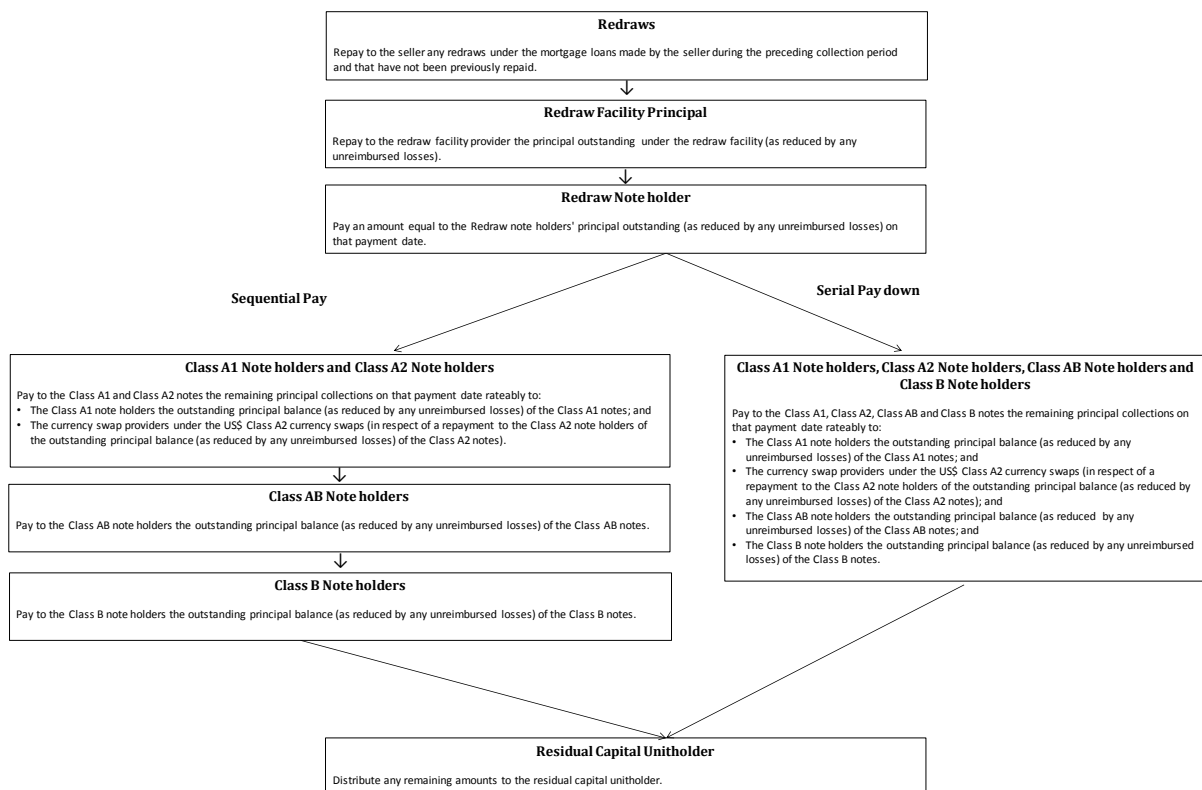 Redraws
Repay to the seller any redraws under the mortgage loans made by the seller during the preceding collection period
and that have not been previously repaid.
Redraw Facility Principal
Repay to the redraw facility provider the principal outstanding under the redraw facility (as reduced by any
unreimbursed losses).
Redraw Note holder
Pay an amount equal to the Redraw note holders' principal outstanding (as reduced by any unreimbursed losses) on
that payment date.
Sequential Pay
Serial Pay down
Class A1 Note holders and Class A2 Note holders
Pay to the Class A1 and Class A2 notes the remaining principal collections on that payment date rateably to:
• The Class A1 note holders the outstanding principal balance (as reduced by any unreimbursed losses) of the Class A1 notes; and
• The currency swap providers under the US$ Class A2 currency swaps (in respect of a repayment to the Class A2 note holders of
the outstanding principal balance (as reduced by any unreimbursed losses) of the Class A2 notes).
Class AB Note holders
Pay to the Class AB note holders the outstanding principal balance (as reduced by any unreimbursed losses) of the Class AB notes.
Class B Note holders
Pay to the Class B note holders the outstanding principal balance (as reduced by any unreimbursed losses) of the Class B notes.
Class A1 Note holders, Class A2 Note holders, Class AB Note holders and
Class B Note holders
Pay to the Class A1, Class A2, Class AB and Class B notes the remaining principal collections on
that payment date rateably to:
• The Class A1 note holders the outstanding principal balance (as reduced by any
unreimbursed losses) of the Class A1 notes; and
• The currency swap providers under the US$ Class A2 currency swaps (in respect of a
repayment to the Class A2 note holders of the outstanding principal balance (as reduced by
any unreimbursed losses) of the Class A2 notes); and
• The Class AB note holders the outstanding principal balance (as reduced by any
unreimbursed losses) of the Class AB notes; and
• The Class B note holders the outstanding principal balance (as reduced by any unreimbursed
losses) of the Class B notes.
Residual Capital Unitholder
Distribute any remaining amounts to the residual capital unitholder.